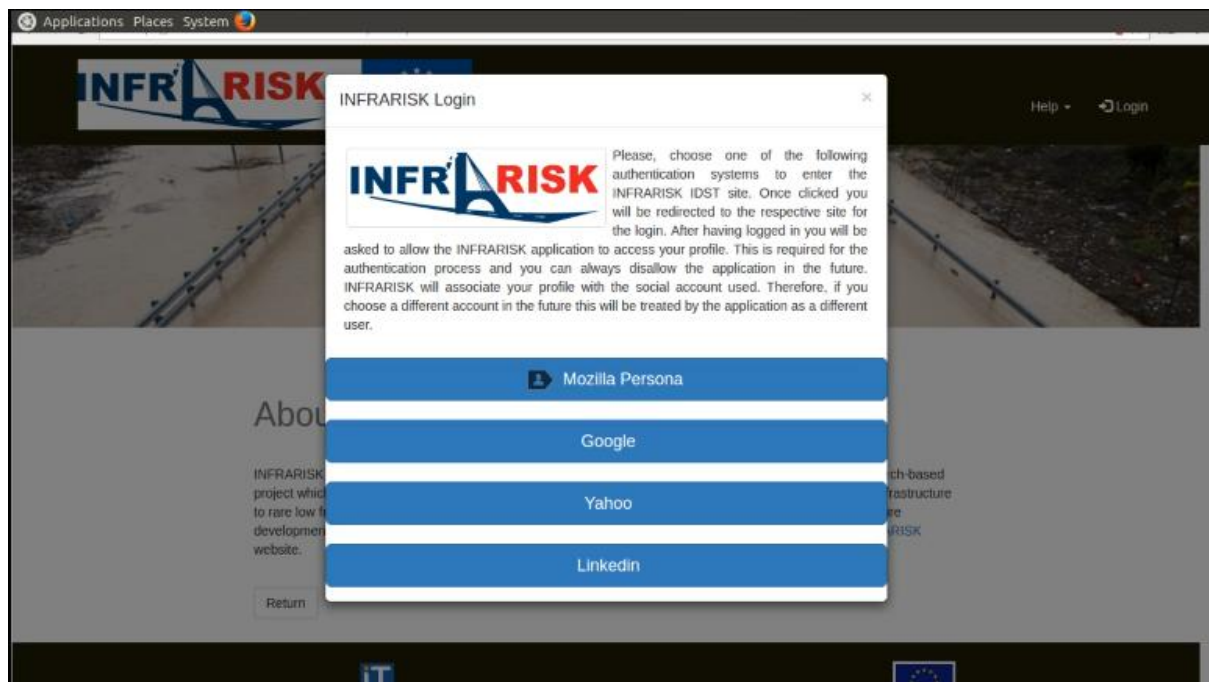 Applications Places System
INFRARISK
Help
Login
INFRARISK Login
×
INFRARISK
Please, choose one of the following
authentication systems to enter the
INFRARISK IDST site. Once clicked you
will be redirected to the respective site for
the login. After having logged in you will be
asked to allow the INFRARISK application to access your profile. This is required for the
authentication process and you can always disallow the application in the future.
INFRARISK will associate your profile with the social account used. Therefore, if you
choose a different account in the future this will be treated by the application as a different
user.
Mozilla Persona
Google
Yahoo
Linkedin
Abou
INFRARISK
ch-based
project whic
frastructure
to rare low f
re
developmen
RISK
website.
Return
iT